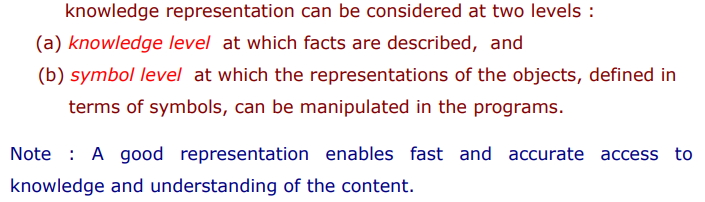 knowledge representation can be considered at two levels :
(a) knowledge level at which facts are described, and
(b) symbol level at which the representations of the objects, defined in
terms of symbols, can be manipulated in the programs.
Note : A good representation enables fast and accurate access to
knowledge and understanding of the content.